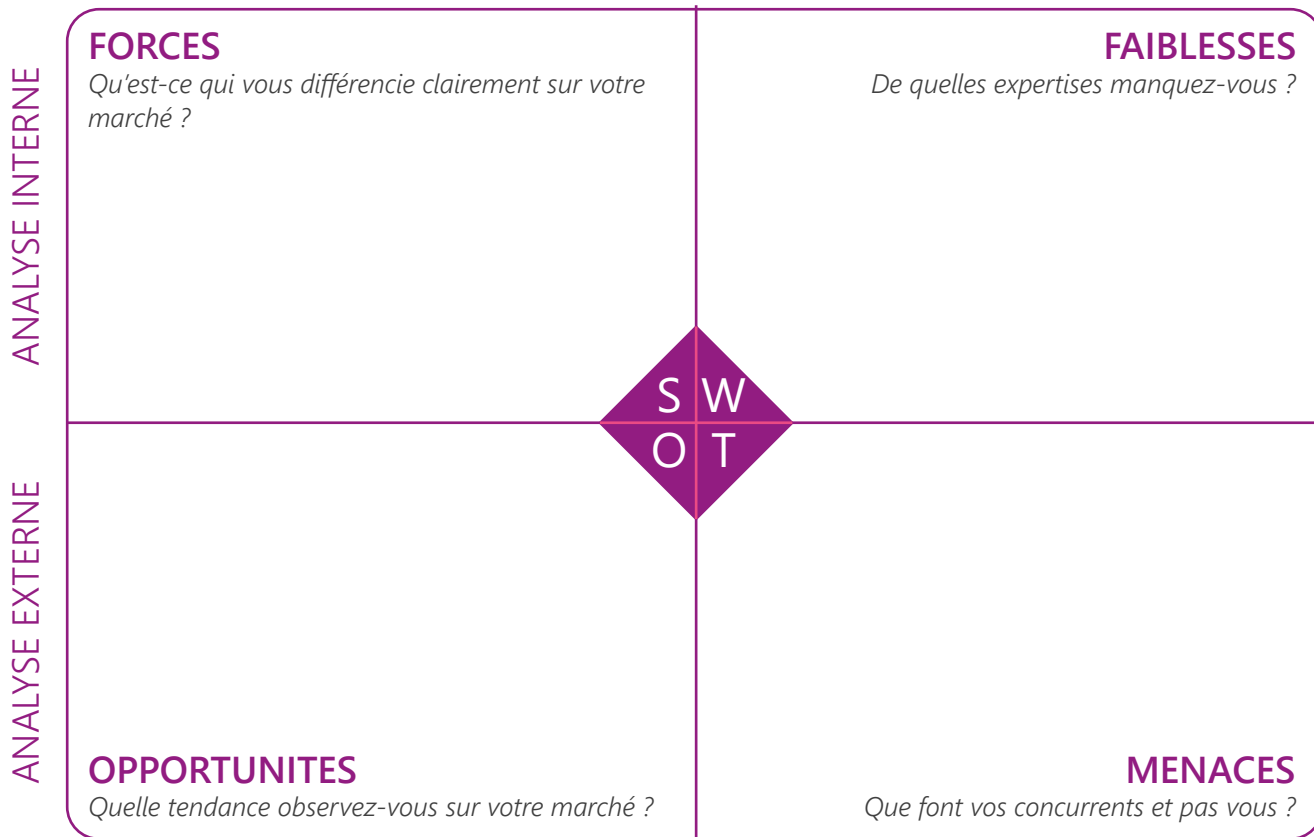 ANALYSE INTERNE
FORCES
Qu'est-ce qui vous différencie clairement sur votre
marché ?
FAIBLESSES
De quelles expertises manquez-vous ?
S W
O T
ANALYSE EXTERNE
OPPORTUNITES
Quelle tendance observez-vous sur votre marché ?
MENACES
Que font vos concurrents et pas vous ?